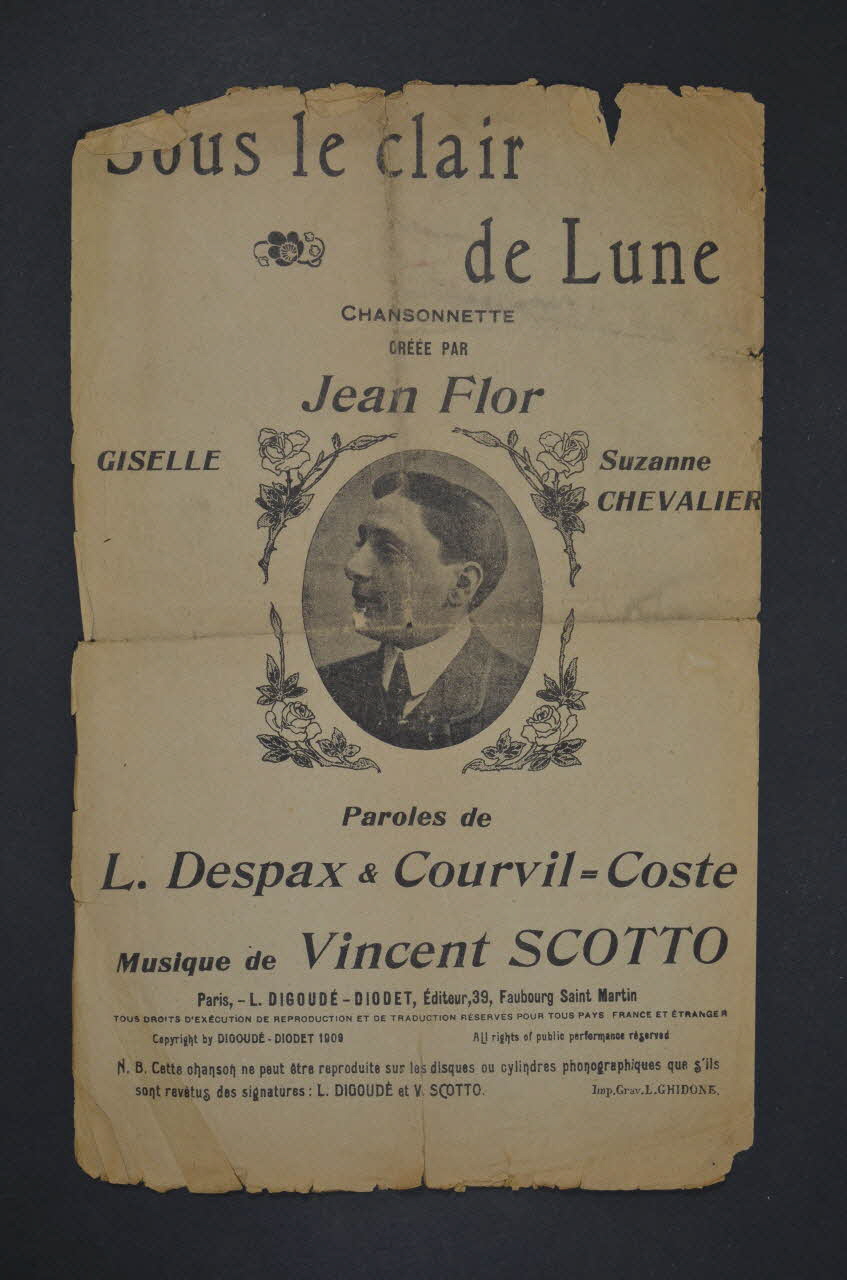 Sous le clair
de Lune
CHANSONNETTE
CRÉÉE PAR
Jean Flor
GISELLE
Suzanne
CHEVALIER
Paroles de
L. Despax & Courvil=Coste
Musique de Vincent SCOTTO
Paris, - L. DIGOUDÉ - DIODET, Éditeur, 39, Faubourg Saint Martin
TOUS DROITS D'EXÉCUTION DE REPRODUCTION ET DE TRADUCTION RÉSERVÉS POUR TOUS PAYS FRANCE ET ÉTRANGER
Copyright by DIGOUDÉ - DIODET 1909 All rights of public performance réserved
N. B. Cette chanson ne peut être reproduite sur les disques ou cylindres phonographiques que s'ils
sont revêtus des signatures : L. DIGOUDÉ et V. SCOTTO. Imp. Grav. L. GHIDONE.